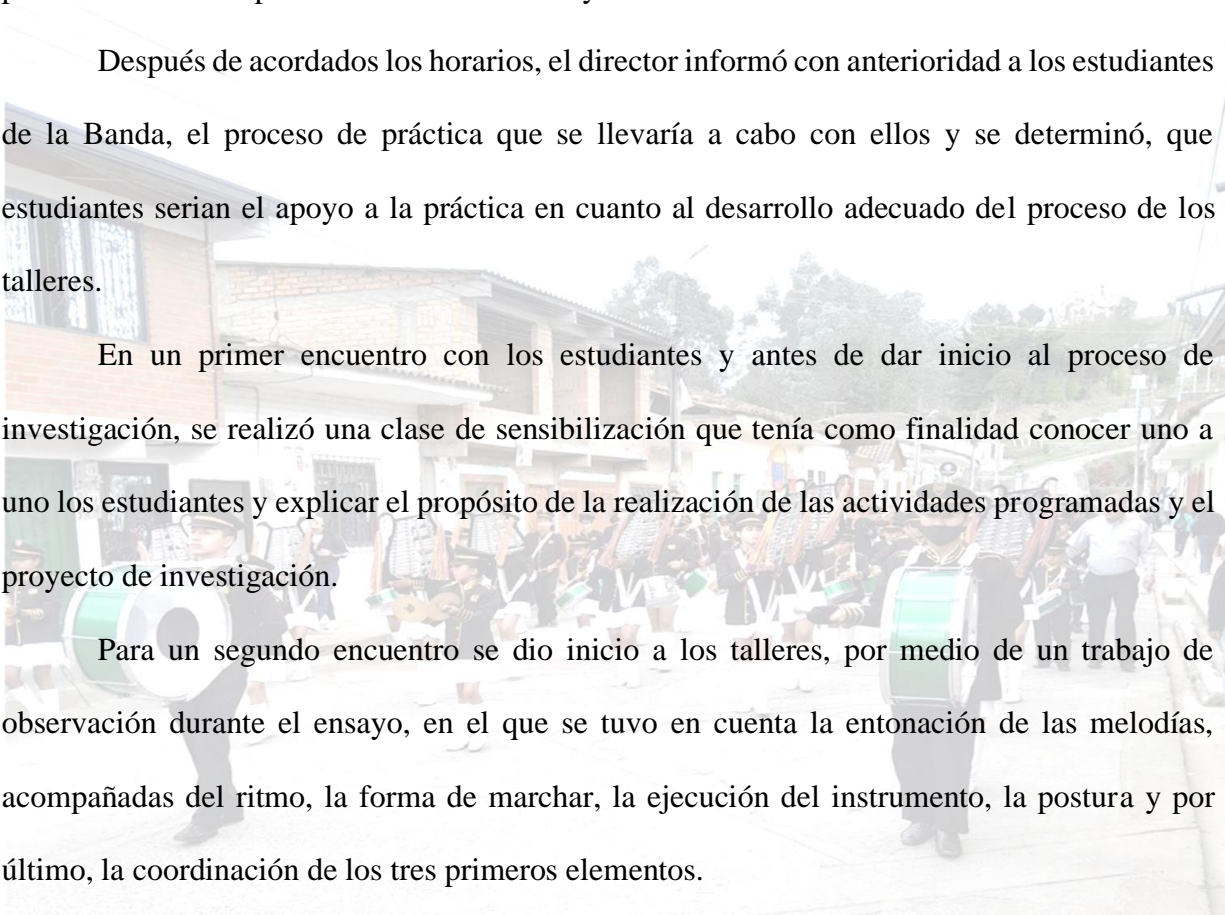 Después de acordados los horarios, el director informó con anterioridad a los estudiantes
de la Banda, el proceso de práctica que se llevaría a cabo con ellos y se determinó, que
estudiantes serian el apoyo a la práctica en cuanto al desarrollo adecuado del proceso de los
talleres.
En un primer encuentro con los estudiantes y antes de dar inicio al proceso de
investigación, se realizó una clase de sensibilización que tenía como finalidad conocer uno a
uno los estudiantes y explicar el propósito de la realización de las actividades programadas y el
proyecto de investigación.
Para un segundo encuentro se dio inicio a los talleres, por medio de un trabajo de
observación durante el ensayo, en el que se tuvo en cuenta la entonación de las melodías,
acompañadas del ritmo, la forma de marchar, la ejecución del instrumento, la postura y por
último, la coordinación de los tres primeros elementos.